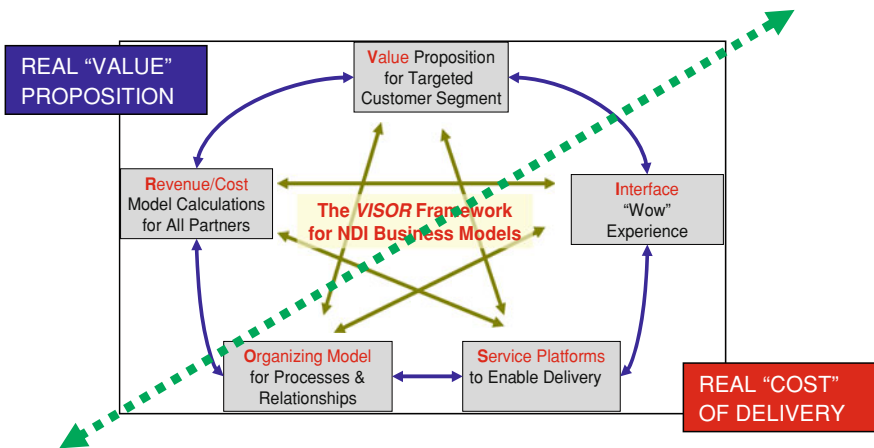 REAL “VALUE”
PROPOSITION
Value Proposition
for Targeted
Customer Segment
Revenue/Cost
Model Calculations
for All Partners
The VISOR Framework
for NDI Business Models
Interface
“Wow”
Experience
Organizing Model
for Processes &
Relationships
Service Platforms
to Enable Delivery
REAL “COST”
OF DELIVERY